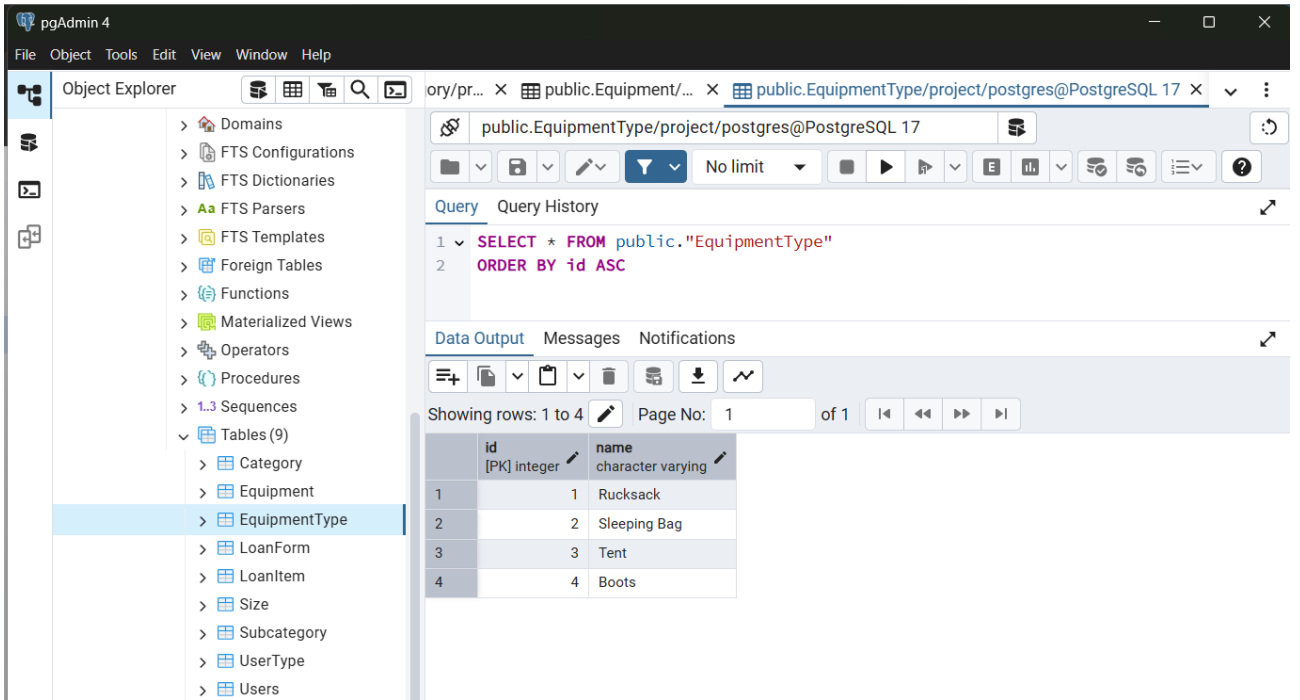 pgAdmin 4
File Object Tools Edit View Window Help
Object Explorer
ory/pr... public.Equipment/... public.EquipmentType/project/postgres@PostgreSQL 17
public.EquipmentType/project/postgres@PostgreSQL 17
No limit
E
Query Query History
1 SELECT * FROM public."EquipmentType"
2 ORDER BY id ASC
Data Output Messages Notifications
Showing rows: 1 to 4 Page No: 1 of 1
id name
[PK] integer character varying
1 1 Rucksack
2 2 Sleeping Bag
3 3 Tent
4 4 Boots
Domains
FTS Configurations
FTS Dictionaries
Aa FTS Parsers
FTS Templates
Foreign Tables
Functions
Materialized Views
Operators
Procedures
1..3 Sequences
Tables (9)
Category
Equipment
EquipmentType
LoanForm
LoanItem
Size
Subcategory
UserType
Users